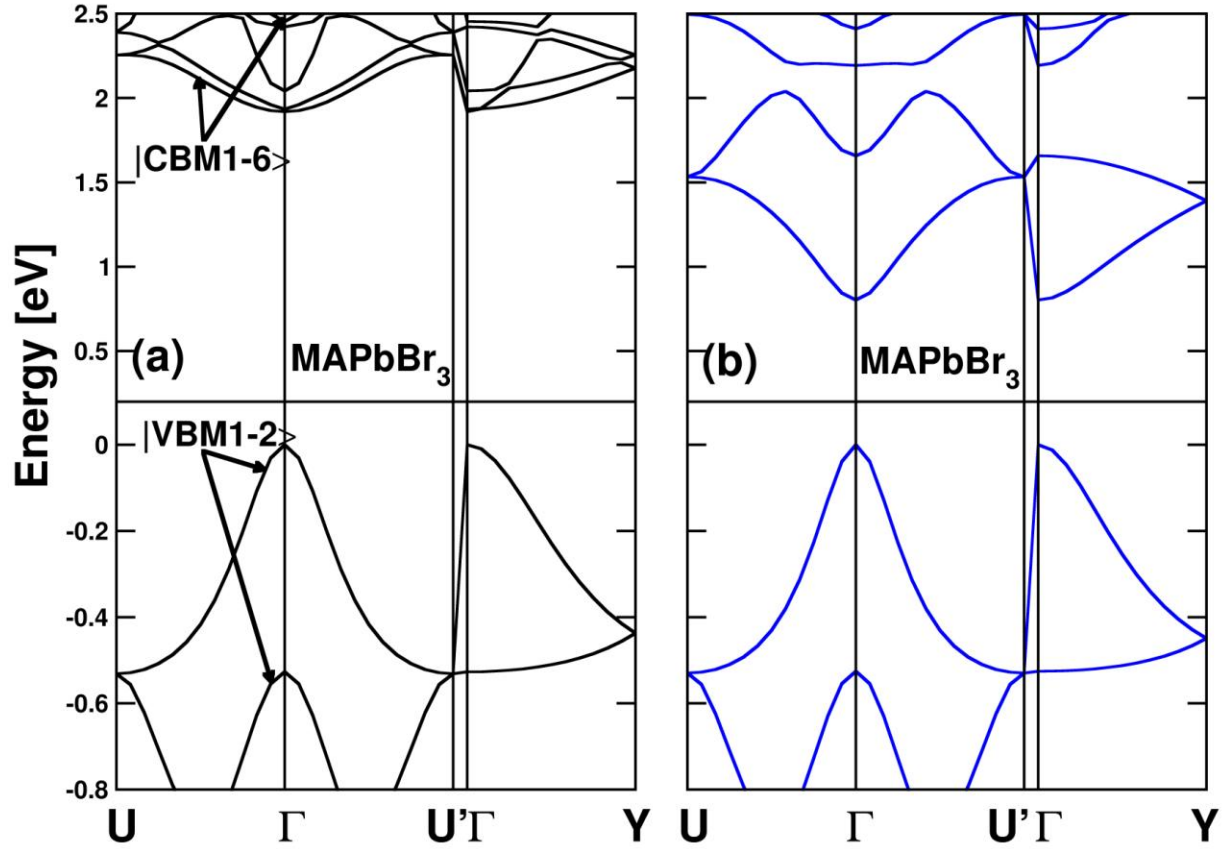 Energy [eV]
2.5
2
1.5
1
0.5
0
-0.2
-0.4
-0.6
-0.8
|CBM1-6>
(a) MAPbBr3
|VBM1-2>
U Γ U' Γ Y
(b) MAPbBr3
U Γ U' Γ Y